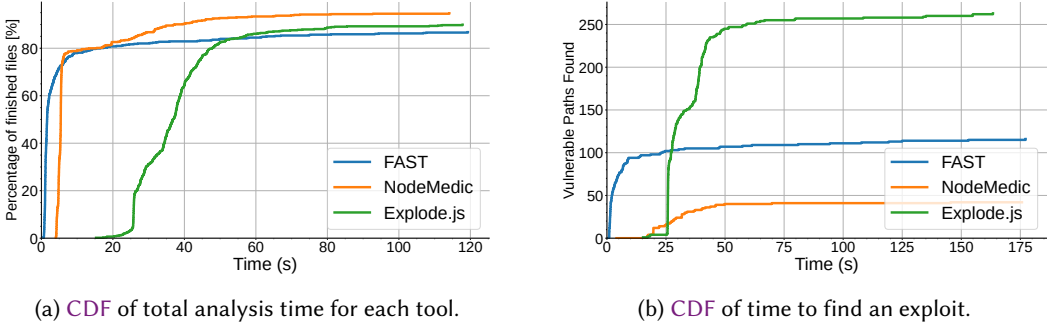 Percentage of finished files [%]
80
60
40
20
0
0
20
40
60
80
100
120
Time (s)
FAST
NodeMedic
Explode.js
(a) CDF of total analysis time for each tool.
Vulnerable Paths Found
250
200
150
100
50
0
0
25
50
75
100
125
150
175
Time (s)
FAST
NodeMedic
Explode.js
(b) CDF of time to find an exploit.